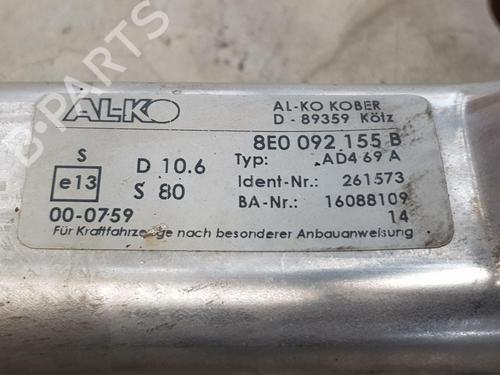 AL-KO
AL-KO KOBER
D - 89359 Kölz
8E0 092 155 B
S
e13
D 10.6
S 80
Typ: AD4 69 A
Ident-Nr.: 261573
BA-Nr.: 16088109
00-0759
14
Für Kraftfahrzeuge nach besonderer Anbauanweisung
B-PARTS